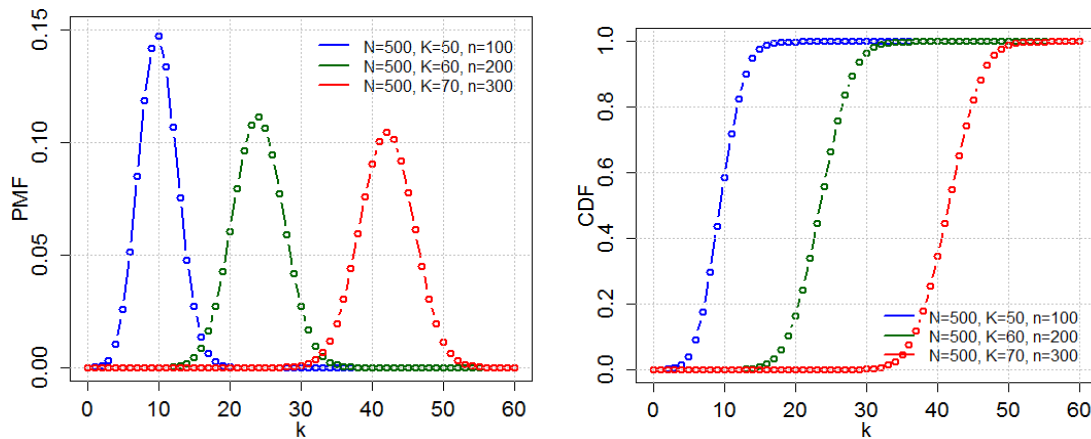 PMF
0.15
0.10
0.05
0.00
N=500, K=50, n=100
N=500, K=60, n=200
N=500, K=70, n=300
0 10 20 30 40 50 60
k
CDF
1.0
0.8
0.6
0.4
0.2
0.0
N=500, K=50, n=100
N=500, K=60, n=200
N=500, K=70, n=300
0 10 20 30 40 50 60
k